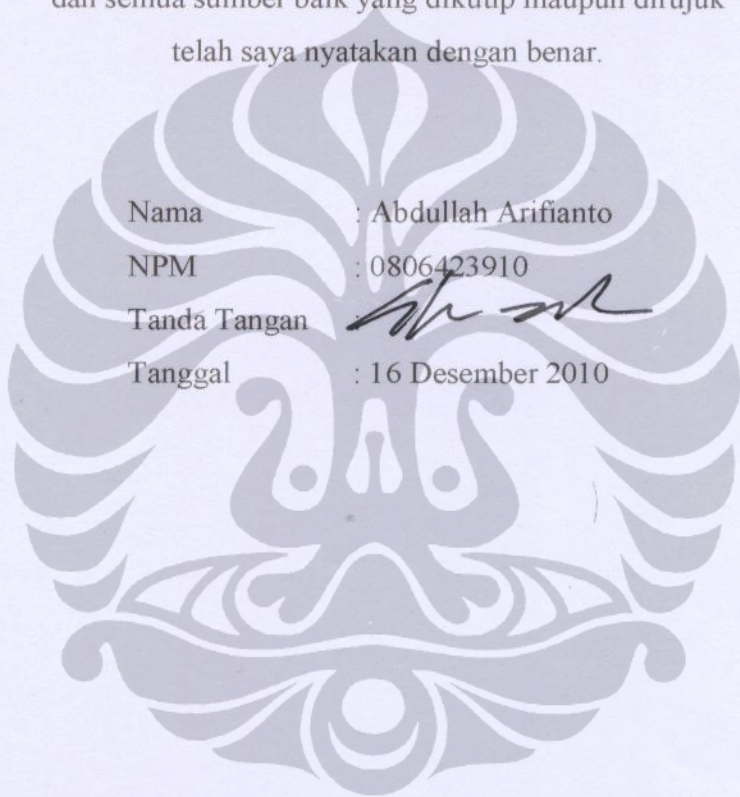 dan semua sumber baik yang dikutip maupun dirujuk
telah saya nyatakan dengan benar.
Nama : Abdullah Arifianto
NPM : 0806423910
Tanda Tangan :
Tanggal : 16 Desember 2010